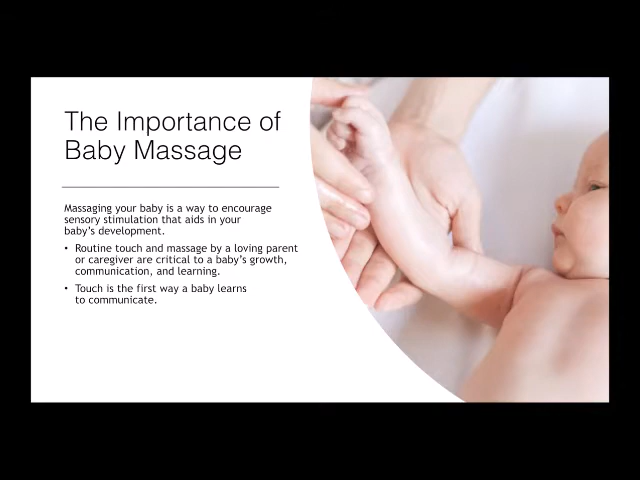 The Importance of
Baby Massage
Massaging your baby is a way to encourage
sensory stimulation that aids in your
baby's development.
• Routine touch and massage by a loving parent
or caregiver are critical to a baby's growth,
communication, and learning.
• Touch is the first way a baby learns
to communicate.